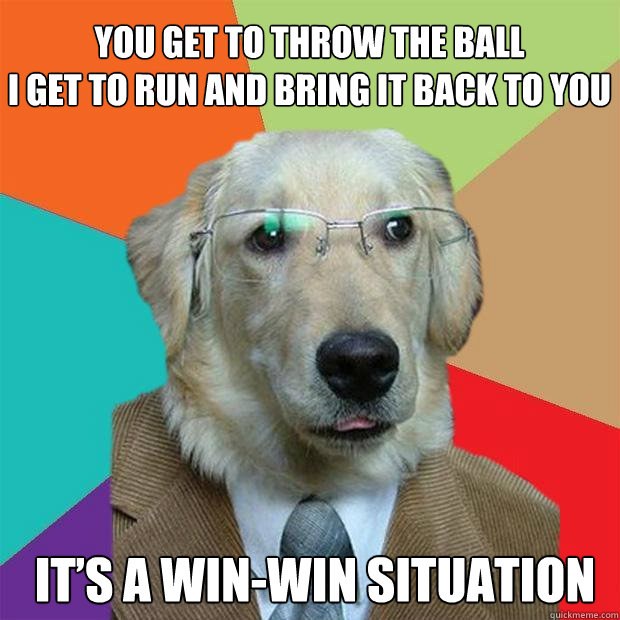 YOU GET TO THROW THE BALL
I GET TO RUN AND BRING IT BACK TO YOU
IT'S A WIN-WIN SITUATION
quickmeme.com